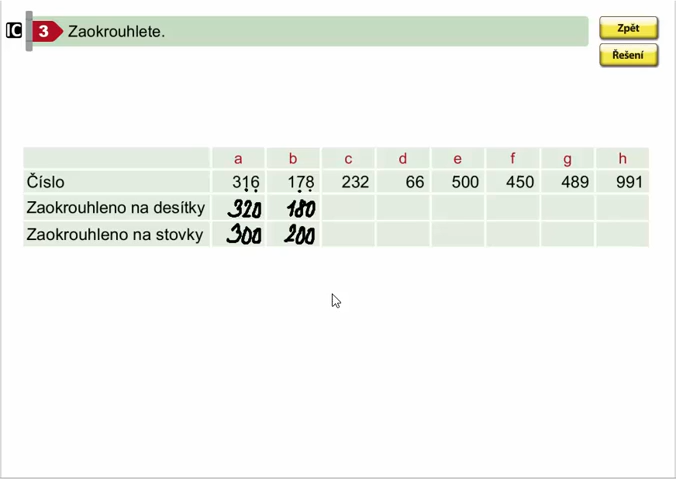 3 Zaokrouhlete.
Zpět
Řešení
a b c d e f g h
Číslo 316 178 232 66 500 450 489 991
Zaokrouhleno na desítky 320 180
Zaokrouhleno na stovky 300 200